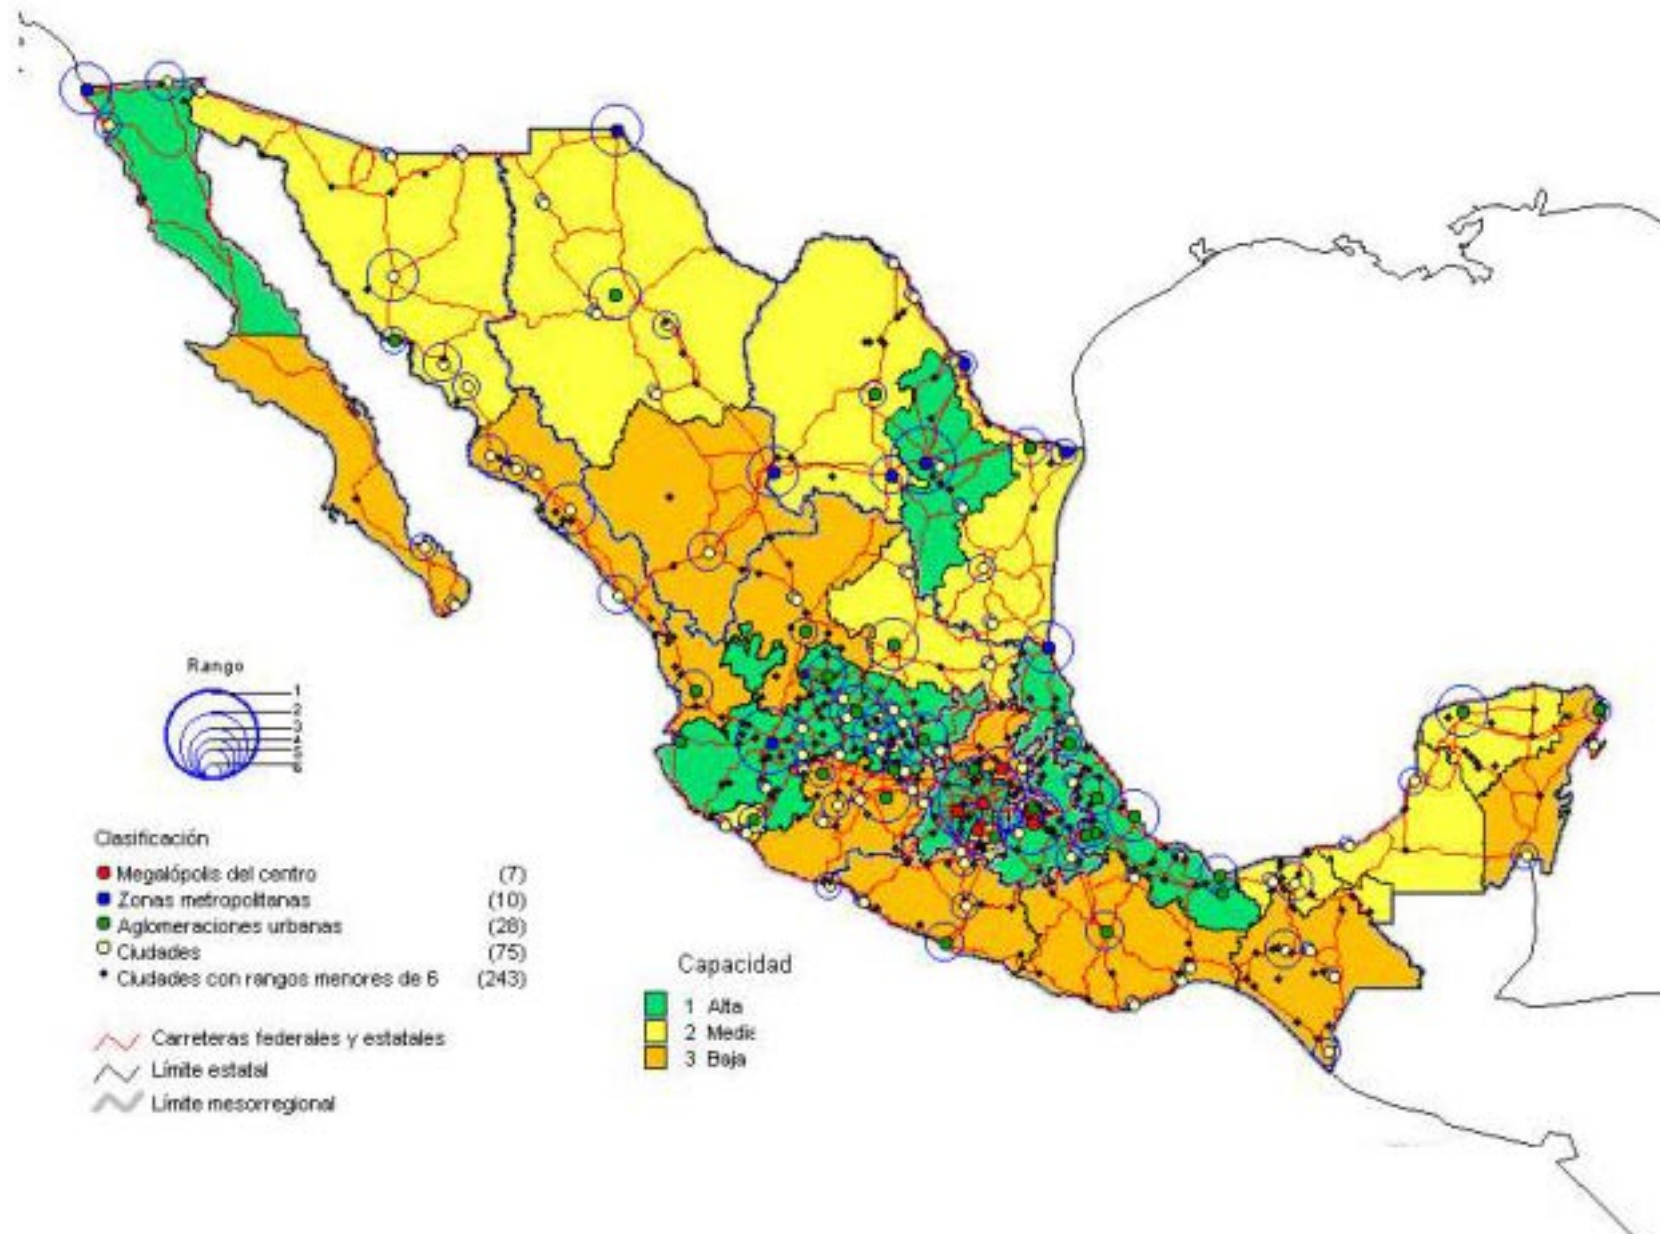 Rango
1
2
3
4
5
6
Clasificación
Megalópolis del centro (7)
Zonas metropolitanas (10)
Aglomeraciones urbanas (28)
Ciudades (75)
Ciudades con rangos menores de 6 (243)
Carreteras federales y estatales
Límite estatal
Límite mesorregional
Capacidad
1 Alta
2 Media
3 Baja